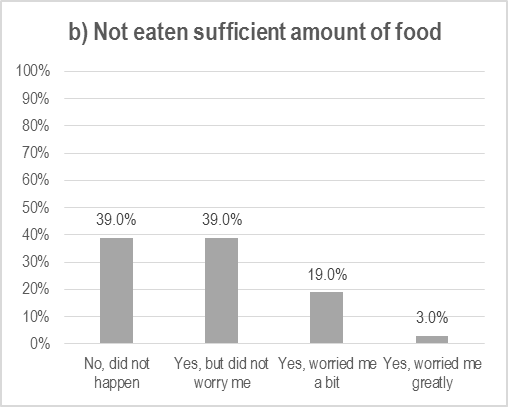 b) Not eaten sufficient amount of food
100%
90%
80%
70%
60%
50%
40%
30%
20%
10%
0%
39.0%
39.0%
19.0%
3.0%
No, did not
happen
Yes, but did not
worry me
Yes, worried me
a bit
Yes, worried me
greatly